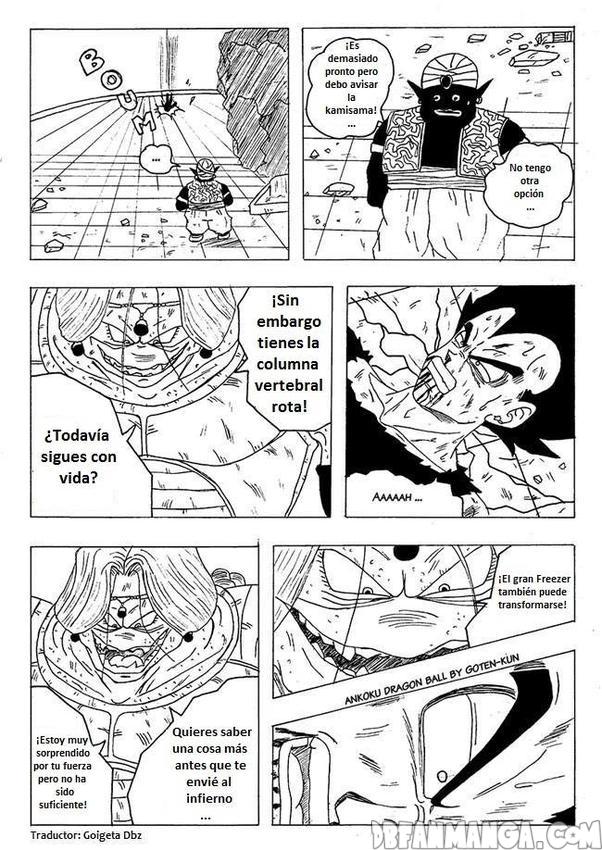 BOUM
...
¡Es
demasiado
pronto pero
debo avisar
la
kamisama!
...
No tengo
otra
opción
...
¡Sin
embargo
tienes la
columna
vertebral
rota!
¿Todavía
sigues con
vida?
AAAAAH ...
¡Estoy muy
sorprendido
por tu fuerza
pero no ha
sido
suficiente!
Quieres saber
una cosa más
antes que te
envié al
infierno
...
¡El gran Freezer
también puede
transformarse!
ANKOKU DRAGON BALL BY GOTEN-KUN
Traductor: Goigeta Dbz
DBFANMANGA.COM